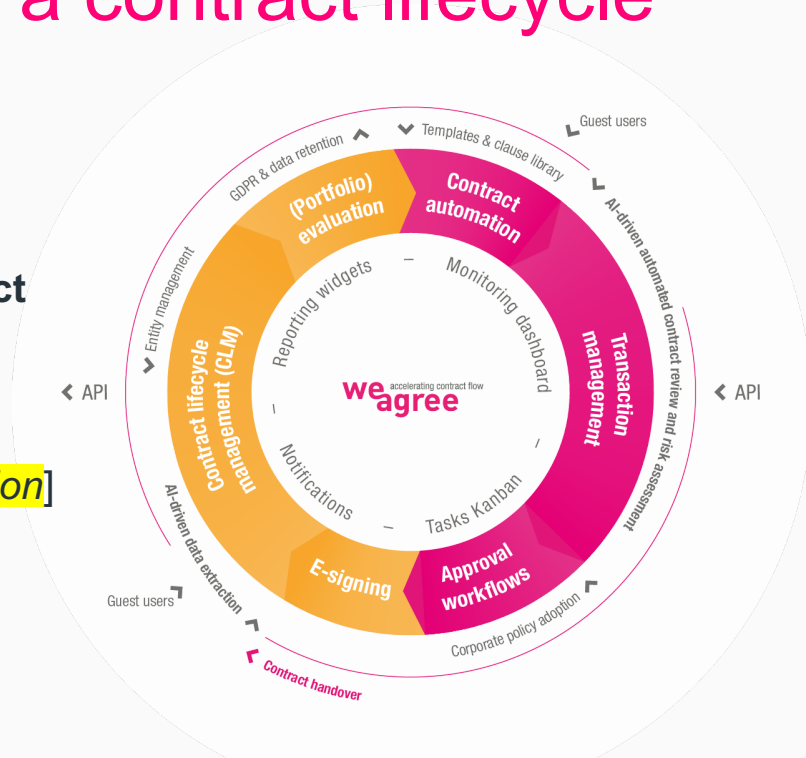 a contract lifecycle
ct
on]
Templates & clause library
Guest users
GDPR & data retention
Contract
automation
(Portfolio)
evaluation
AI-driven automated contract review and risk assessment
Entity management
Monitoring dashboard
Reporting widgets
Transaction
management
Contract lifecycle
management (CLM)
API
API
we
agree
accelerating contract flow
Notifications
Tasks Kanban
AI-driven data extraction
E-signing
Approval
workflows
Guest users
Corporate policy adoption
Contract handover